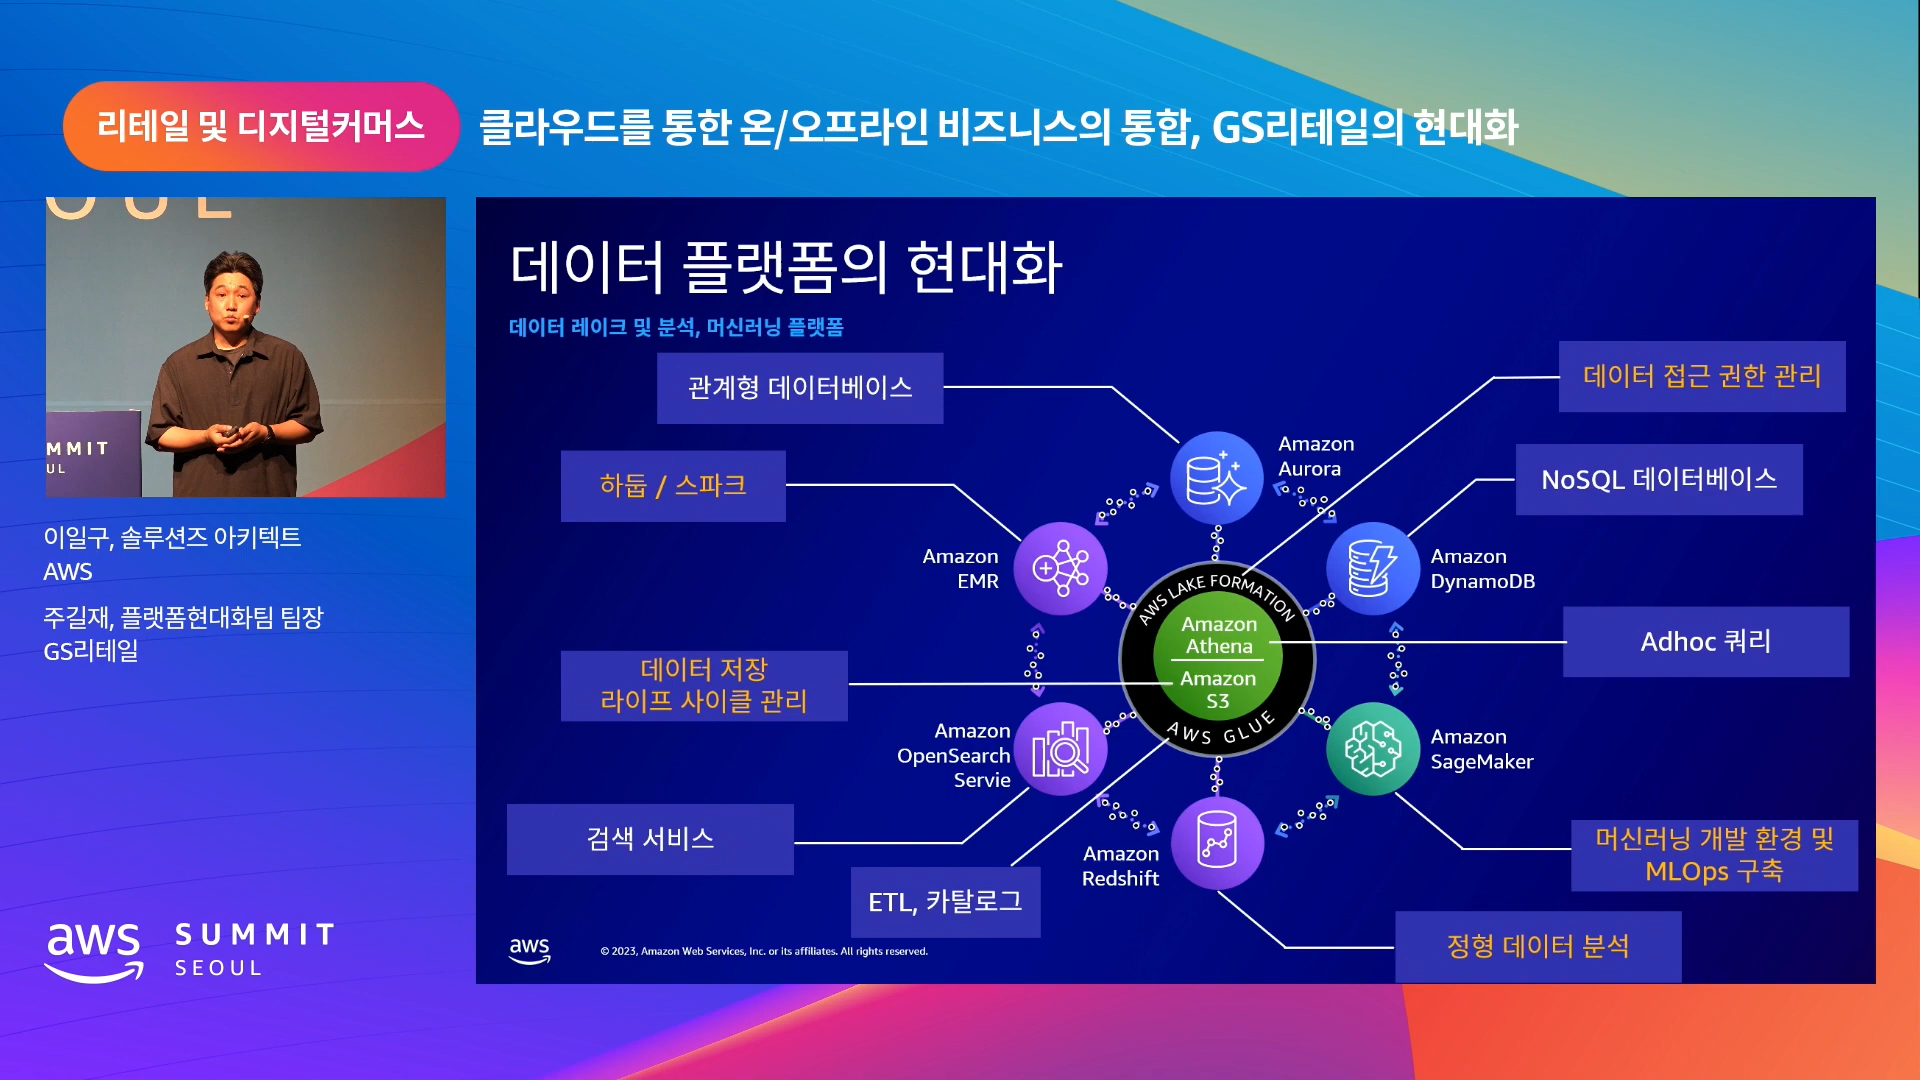 리테일 및 디지털커머스
클라우드를 통한 온/오프라인 비즈니스의 통합, GS리테일의 현대화
OUL
MMIT
UL
이일구, 솔루션즈 아키텍트
AWS
주길재, 플랫폼현대화팀 팀장
GS리테일
aws SUMMIT
SEOUL
데이터 플랫폼의 현대화
데이터 레이크 및 분석, 머신러닝 플랫폼
관계형 데이터베이스
데이터 접근 권한 관리
하둡 / 스파크
NoSQL 데이터베이스
Amazon
Aurora
Amazon
EMR
Amazon
DynamoDB
AWS LAKE FORMATION
Amazon
Athena
Amazon
S3
AWS GLUE
Adhoc 쿼리
데이터 저장
라이프 사이클 관리
Amazon
OpenSearch
Servie
Amazon
SageMaker
검색 서비스
Amazon
Redshift
머신러닝 개발 환경 및
MLOps 구축
ETL, 카탈로그
정형 데이터 분석
aws
© 2023, Amazon Web Services, Inc. or its affiliates. All rights reserved.